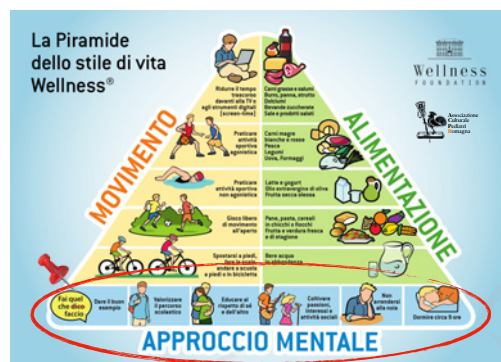 La Piramide
dello stile di vita
Wellness®
Wellness
FOUNDATION
Associazione
Culturale
Pediatri
Romagna
MOVIMENTO
ALIMENTAZIONE
Ridurre il tempo
trascorso
davanti alla TV e
agli strumenti digitali
(screen-time)
Carni grasse e salumi
Burro, panna, strutto
Dolciumi
Bevande zuccherate
Sale e prodotti salati
Praticare
attività
sportiva
agonistica
Carni magre
bianche e rosse
Pesce
Legumi
Uova, Formaggi
Praticare
attività sportiva
non agonistica
Latte e yogurt
Olio extravergine di oliva
Frutta secca oleosa
Gioco libero
di movimento
all'aperto
Pane, pasta, cereali
in chicchi e fiocchi
Frutta e verdura fresca
e di stagione
Spostarsi a piedi,
fare le scale,
andare a scuola
a piedi o in bicicletta
Bere acqua
in abbondanza
Fai quel
che dico
faccio
Dare il buon
esempio
Valorizzare
il percorso
scolastico
Educare al
rispetto di sé
e dell'altro
Coltivare
passioni,
interessi e
attività sociali
Non
arrendersi
alla noia
Dormire circa 9 ore
APPROCCIO MENTALE